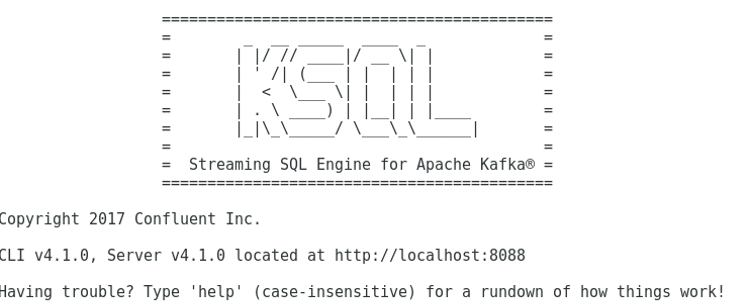 ===========================================
=        _  __ _____  ____  _             =
=       | |/ // ____|/ __ \| |            =
=       | ' /| (___ | |  | | |            =
=       |  <  \___ \| |  | | |            =
=       | . \ ____) | |__| | |____        =
=       |_|\_\_____/ \___\_\______|       =
=                                         =
=  Streaming SQL Engine for Apache Kafka® =
===========================================
Copyright 2017 Confluent Inc.
CLI v4.1.0, Server v4.1.0 located at http://localhost:8088
Having trouble? Type 'help' (case-insensitive) for a rundown of how things work!